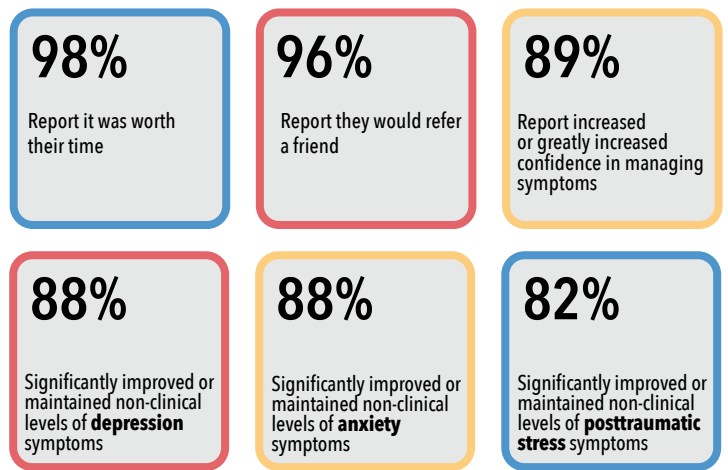 98%
Report it was worth
their time
96%
Report they would refer
a friend
89%
Report increased
or greatly increased
confidence in managing
symptoms
88%
Significantly improved or
maintained non-clinical
levels of depression
symptoms
88%
Significantly improved or
maintained non-clinical
levels of anxiety
symptoms
82%
Significantly improved or
maintained non-clinical
levels of posttraumatic
stress symptoms